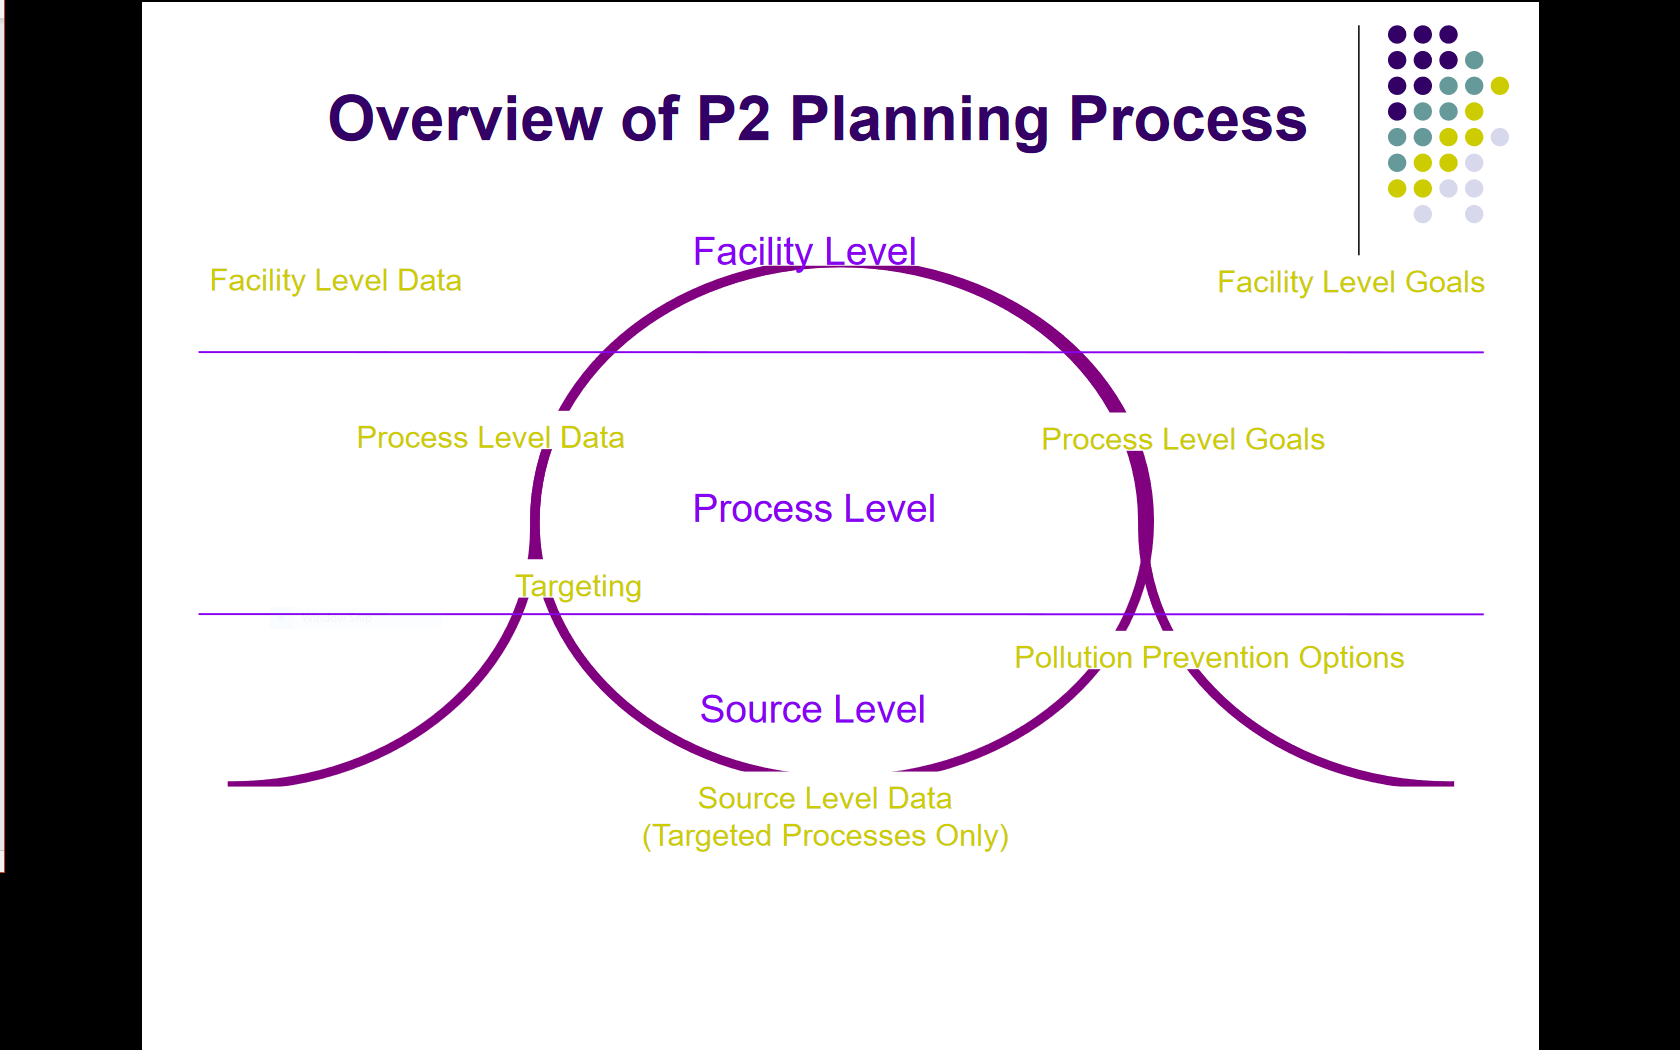 Overview of P2 Planning Process
Facility Level
Facility Level Data
Facility Level Goals
Process Level Data
Process Level Goals
Process Level
Targeting
Pollution Prevention Options
Source Level
Source Level Data
(Targeted Processes Only)